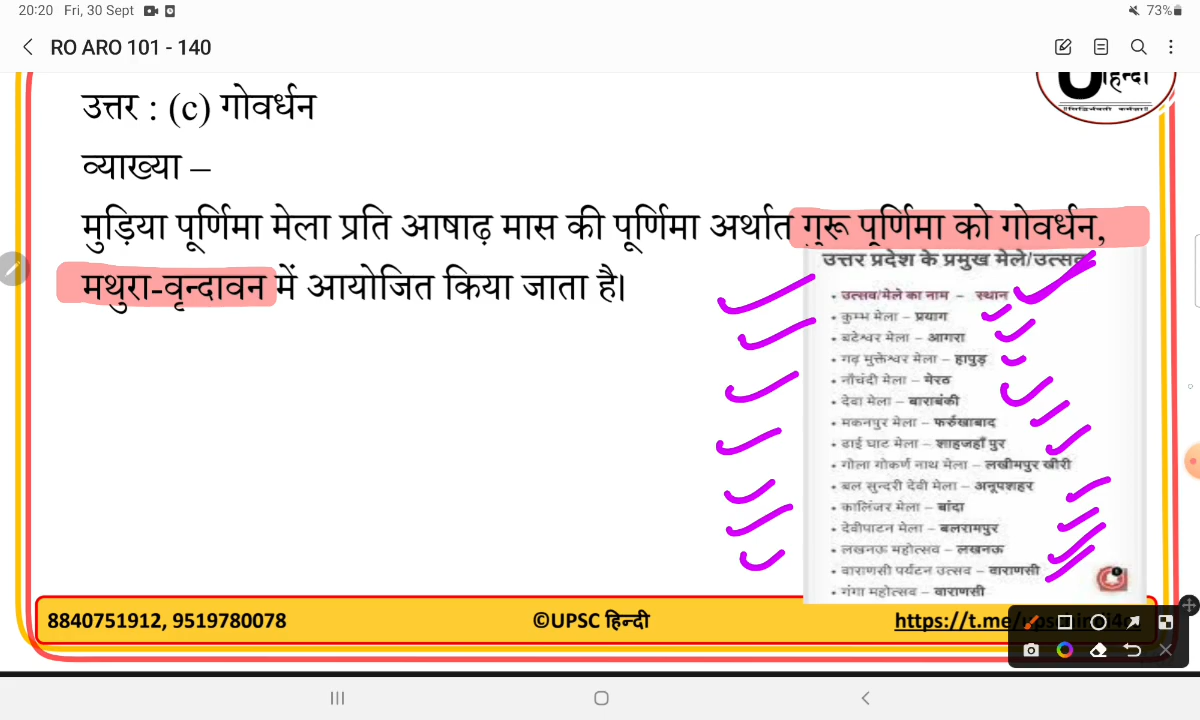 20:20 Fri, 30 Sept
73%
RO ARO 101 - 140
हिन्दी
उत्तर : (c) गोवर्धन
व्याख्या –
मुड़िया पूर्णिमा मेला प्रति आषाढ़ मास की पूर्णिमा अर्थात गुरू पूर्णिमा को गोवर्धन,
मथुरा-वृन्दावन में आयोजित किया जाता है।
उत्तर प्रदेश के प्रमुख मेले/उत्सव
• उत्सव/मेले का नाम – स्थान
• कुम्भ मेला – प्रयाग
• बटेश्वर मेला – आगरा
• गढ़ मुक्तेश्वर मेला – हापुड़
• नौचंदी मेला – मेरठ
• देवा मेला – बाराबंकी
• मकनपुर मेला – फर्रुखाबाद
• ढाई घाट मेला – शाहजहाँ पुर
• गोला गोकर्ण नाथ मेला – लखीमपुर खीरी
• बल सुन्दरी देवी मेला – अनूपशहर
• कालिंजर मेला – बांदा
• देवीपाटन मेला – बलरामपुर
• लखनऊ महोत्सव – लखनऊ
• वाराणसी पर्यटन उत्सव – वाराणसी
• गंगा महोत्सव – वाराणसी
8840751912, 9519780078
©UPSC हिन्दी
https://t.me/